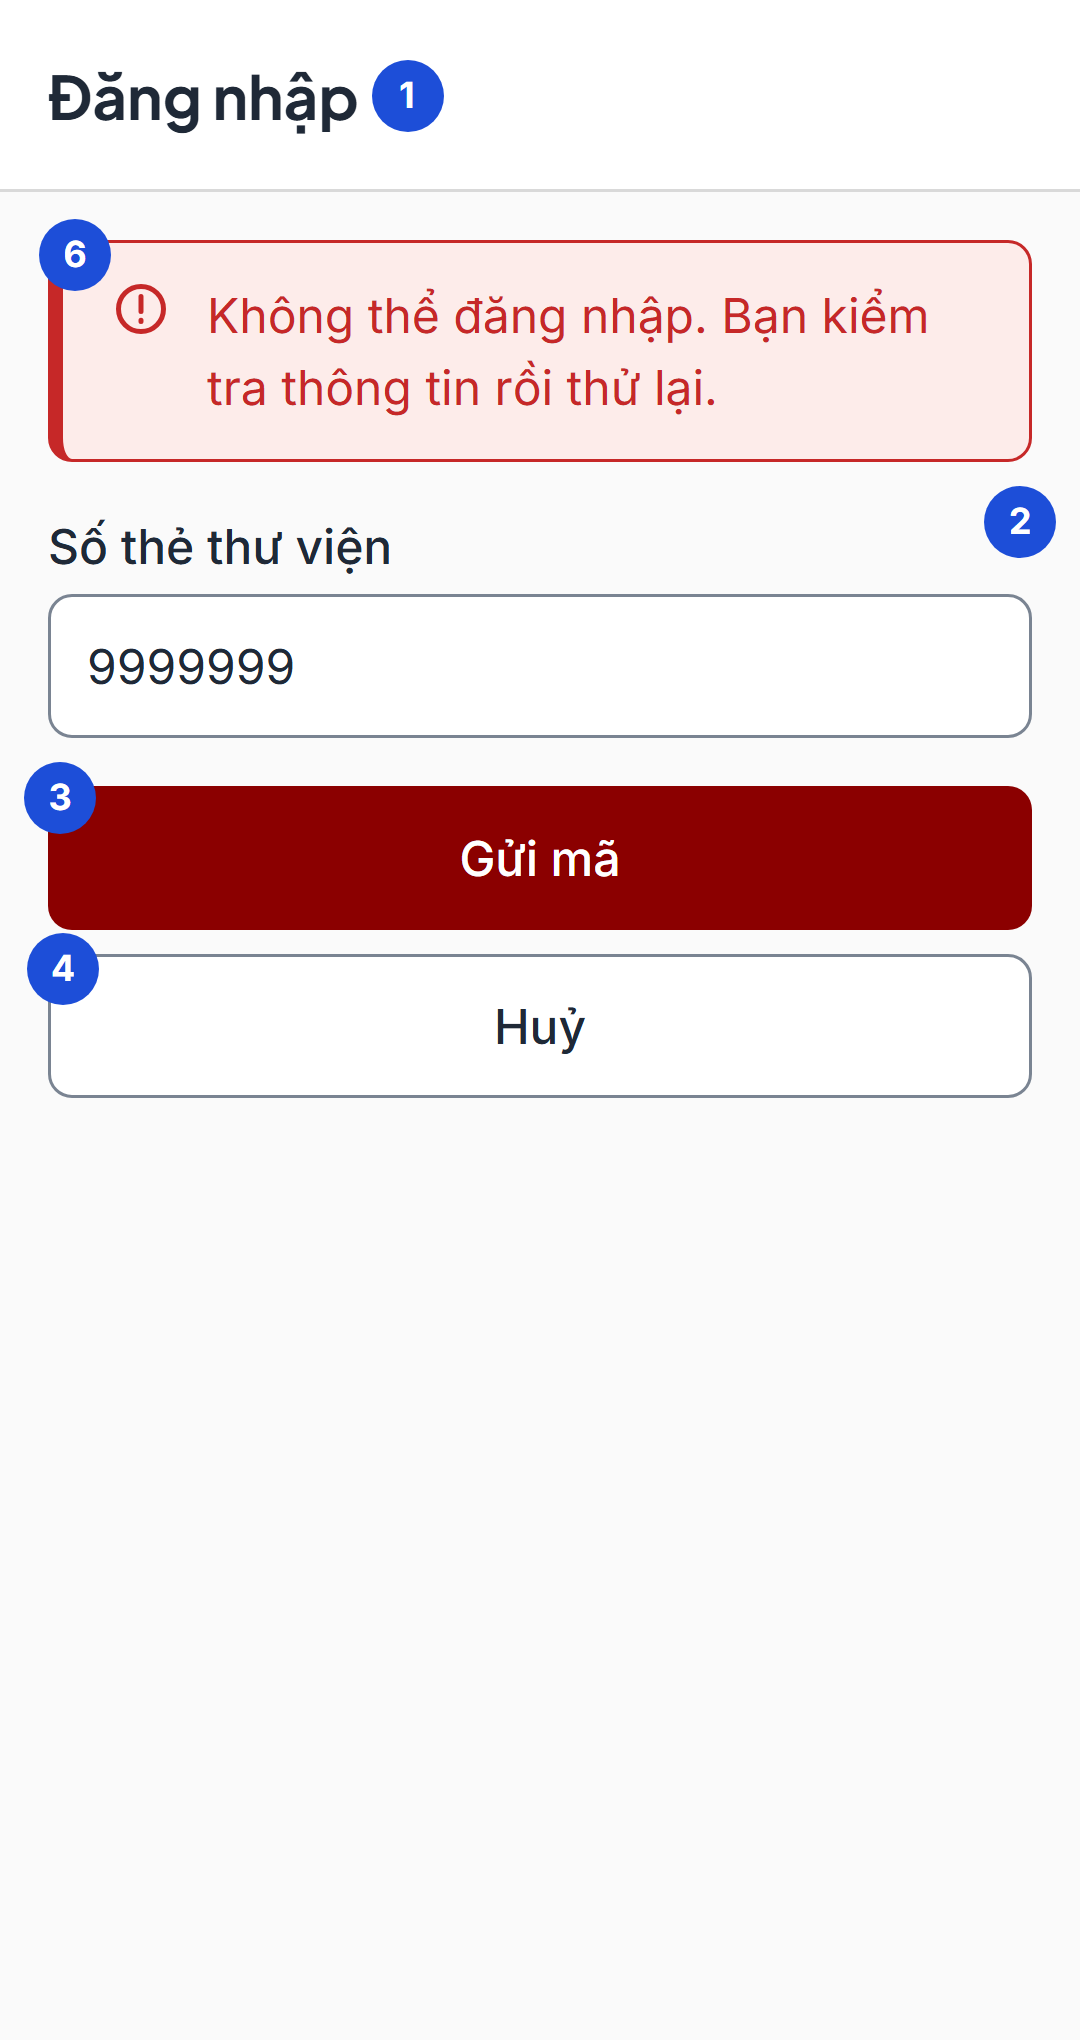 Đăng nhập 1
6
Không thể đăng nhập. Bạn kiểm
tra thông tin rồi thử lại.
2
Số thẻ thư viện
9999999
3
Gửi mã
4
Huỷ